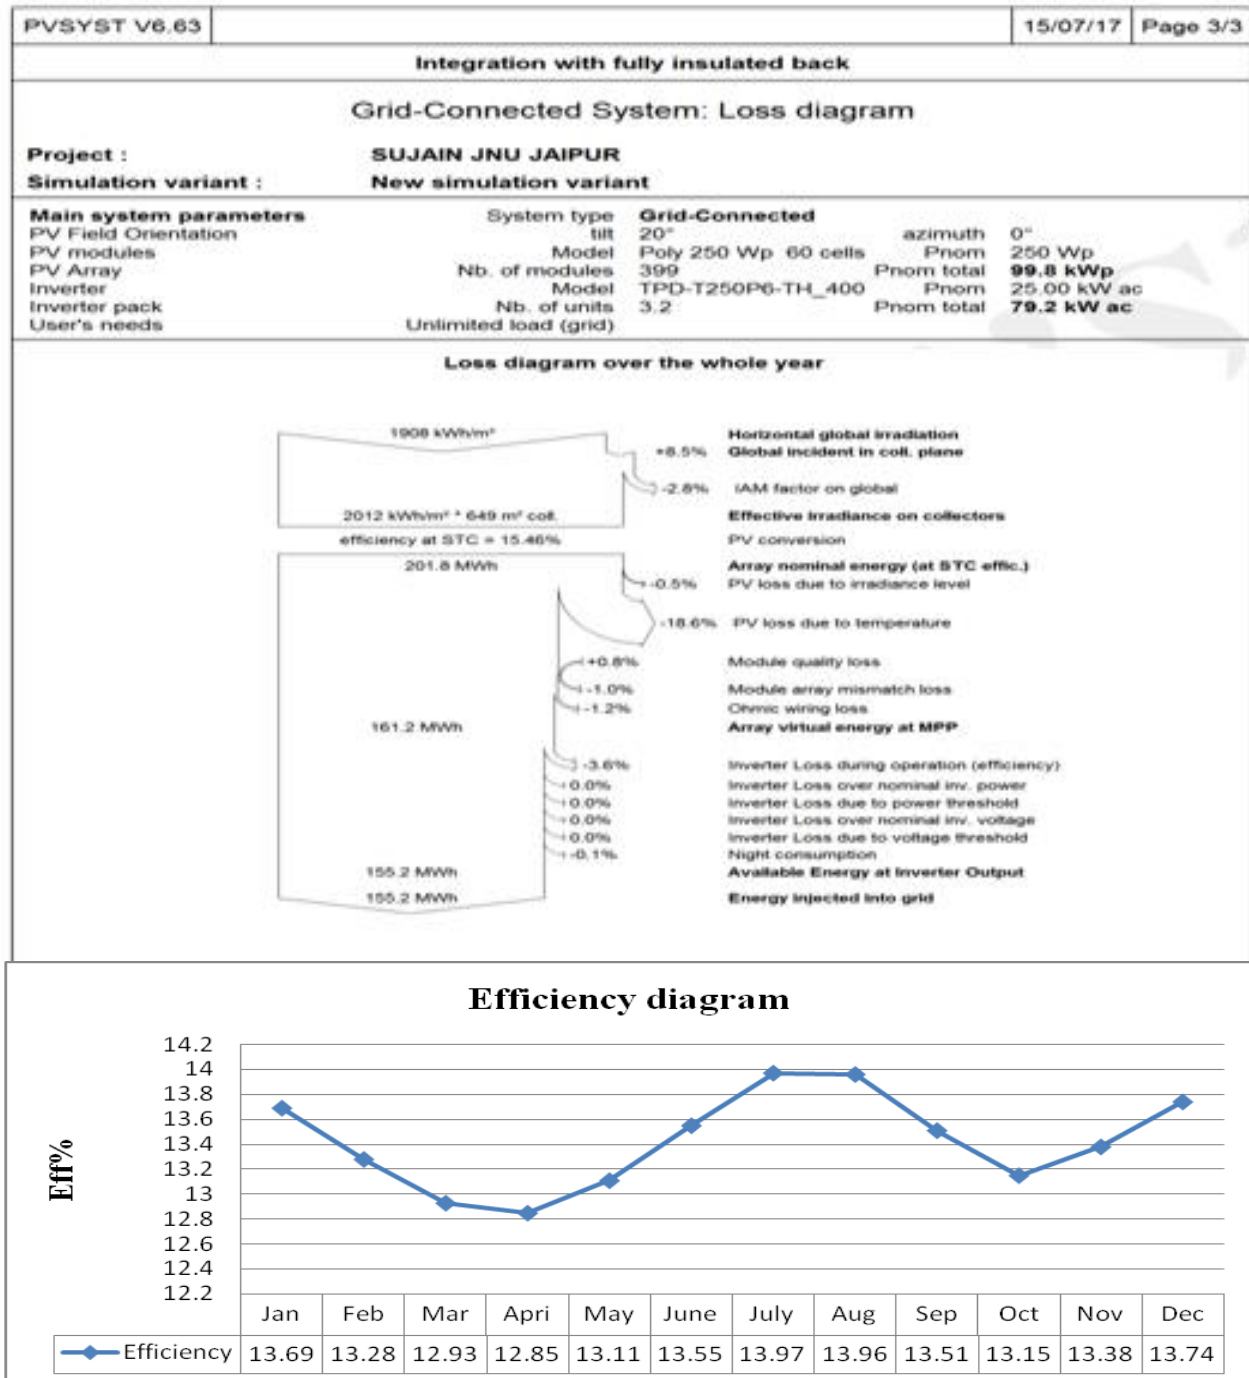 PVSYST V6.63 15/07/17 Page 3/3
Integration with fully insulated back
Grid-Connected System: Loss diagram
Project : SUJAIN JNU JAIPUR
Simulation variant : New simulation variant
Main system parameters System type Grid-Connected
PV Field Orientation tilt 20° azimuth 0°
PV modules Model Poly 250 Wp 60 cells Pnom 250 Wp
PV Array Nb. of modules 399 Pnom total 99.8 kWp
Inverter Model TPD-T250P6-TH_400 Pnom 25.00 kW ac
Inverter pack Nb. of units 3.2 Pnom total 79.2 kW ac
User's needs Unlimited load (grid)
Loss diagram over the whole year
1908 kWh/m² Horizontal global irradiation
+8.5% Global incident in coll. plane
-2.8% IAM factor on global
2012 kWh/m² * 649 m² coll. Effective irradiance on collectors
efficiency at STC = 15.46% PV conversion
201.8 MWh Array nominal energy (at STC effic.)
-0.5% PV loss due to irradiance level
-18.6% PV loss due to temperature
+0.8% Module quality loss
-1.0% Module array mismatch loss
-1.2% Ohmic wiring loss
161.2 MWh Array virtual energy at MPP
-3.6% Inverter Loss during operation (efficiency)
0.0% Inverter Loss over nominal inv. power
0.0% Inverter Loss due to power threshold
0.0% Inverter Loss over nominal inv. voltage
0.0% Inverter Loss due to voltage threshold
-0.1% Night consumption
155.2 MWh Available Energy at Inverter Output
155.2 MWh Energy injected into grid
Efficiency diagram
Eff%
14.2
14
13.8
13.6
13.4
13.2
13
12.8
12.6
12.4
12.2
Jan Feb Mar Apri May June July Aug Sep Oct Nov Dec
Efficiency 13.69 13.28 12.93 12.85 13.11 13.55 13.97 13.96 13.51 13.15 13.38 13.74